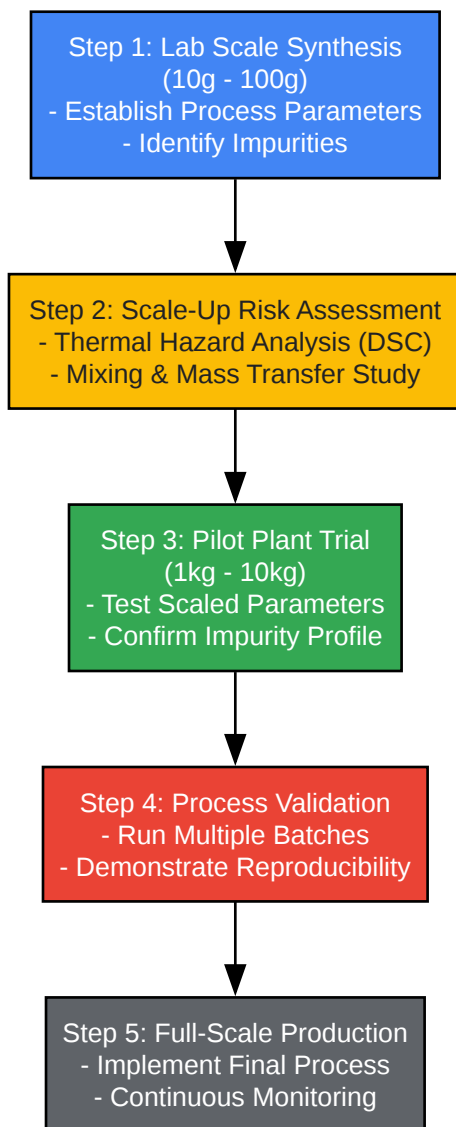 Step 1: Lab Scale Synthesis
(10g - 100g)
- Establish Process Parameters
- Identify Impurities
Step 2: Scale-Up Risk Assessment
- Thermal Hazard Analysis (DSC)
- Mixing & Mass Transfer Study
Step 3: Pilot Plant Trial
(1kg - 10kg)
- Test Scaled Parameters
- Confirm Impurity Profile
Step 4: Process Validation
- Run Multiple Batches
- Demonstrate Reproducibility
Step 5: Full-Scale Production
- Implement Final Process
- Continuous Monitoring